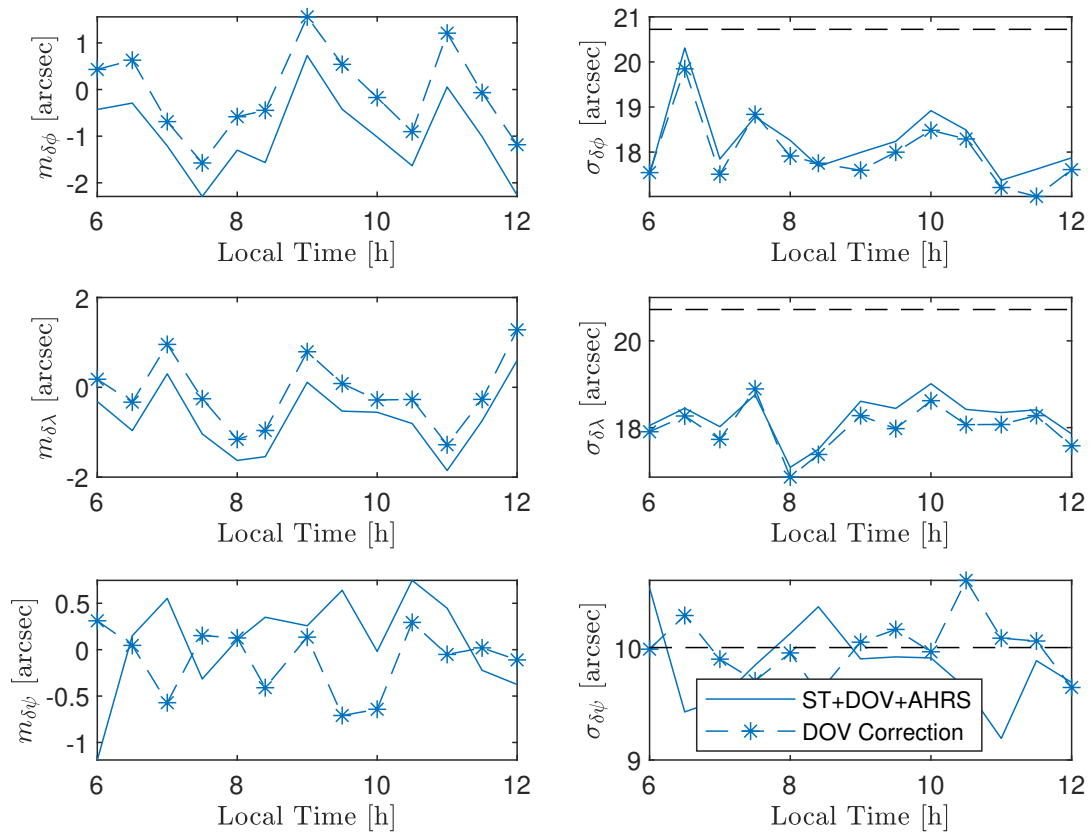 m_{δφ} [arcsec]
1
0
-1
-2
6 8 10 12
Local Time [h]
σ_{δφ} [arcsec]
21
20
19
18
6 8 10 12
Local Time [h]
m_{δλ} [arcsec]
2
0
-2
6 8 10 12
Local Time [h]
σ_{δλ} [arcsec]
20
18
6 8 10 12
Local Time [h]
m_{δψ} [arcsec]
0.5
0
-0.5
-1
6 8 10 12
Local Time [h]
σ_{δψ} [arcsec]
10
9
ST+DOV+AHRS
DOV Correction
6 8 10 12
Local Time [h]